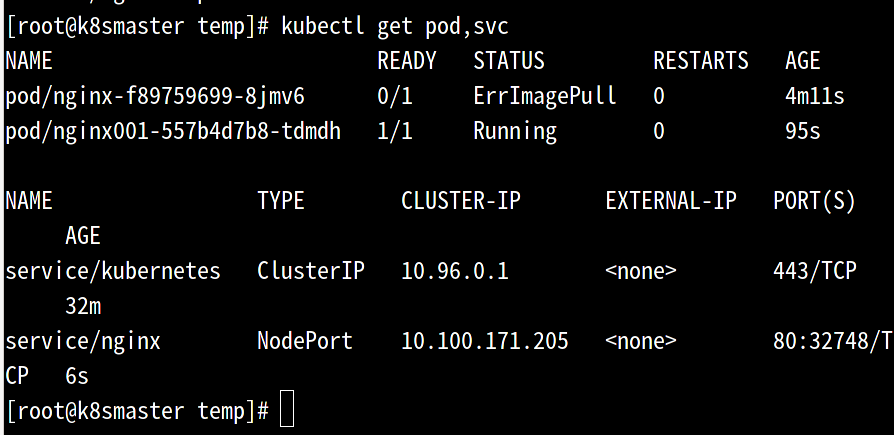 [root@k8smaster temp]# kubectl get pod,svc
NAME                           READY   STATUS         RESTARTS   AGE
pod/nginx-f89759699-8jmv6      0/1     ErrImagePull   0          4m11s
pod/nginx001-557b4d7b8-tdmdh   1/1     Running        0          95s
NAME                 TYPE        CLUSTER-IP       EXTERNAL-IP   PORT(S)
     AGE
service/kubernetes   ClusterIP   10.96.0.1        <none>        443/TCP
     32m
service/nginx        NodePort    10.100.171.205   <none>        80:32748/T
CP   6s
[root@k8smaster temp]#